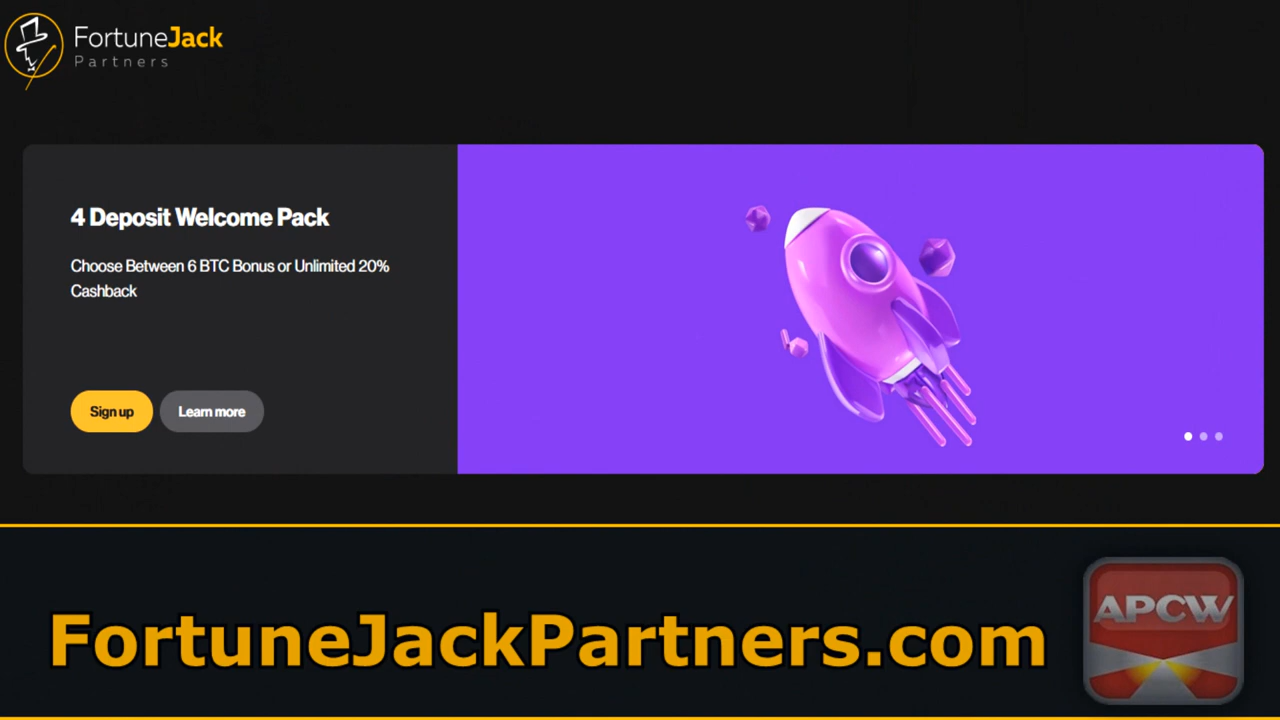 FortuneJack
Partners
4 Deposit Welcome Pack
Choose Between 6 BTC Bonus or Unlimited 20%
Cashback
Sign up
Learn more
FortuneJackPartners.com
APCW